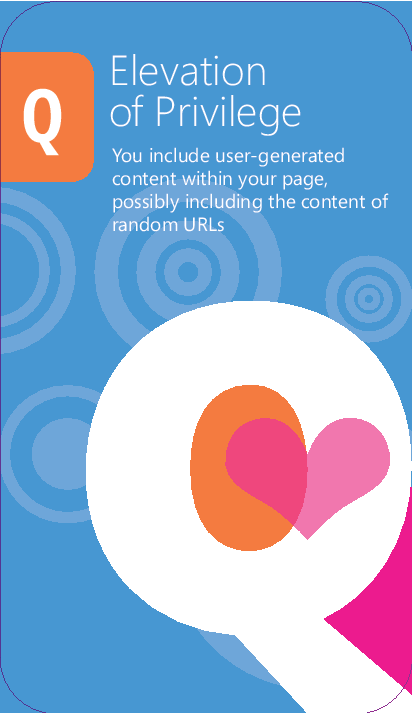 Q
Elevation
of Privilege
You include user-generated
content within your page,
possibly including the content of
random URLs
Q